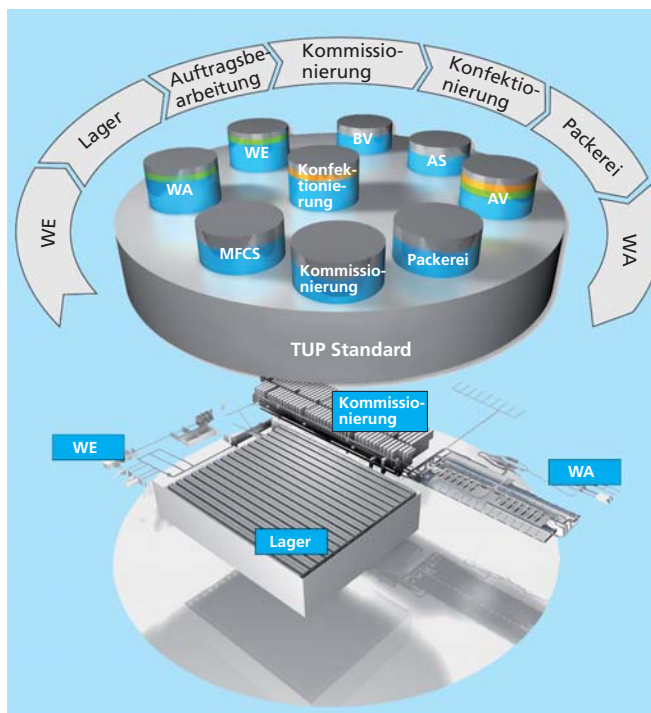 WE
Lager
Auftragsbe-
arbeitung
Kommissio-
nierung
Konfektio-
nierung
Packerei
WA
WA
WE
BV
AS
AV
Konfek-
tionie-
rung
MFCS
Kommissio-
nierung
Packerei
TUP Standard
Kommissio-
nierung
WE
WA
Lager